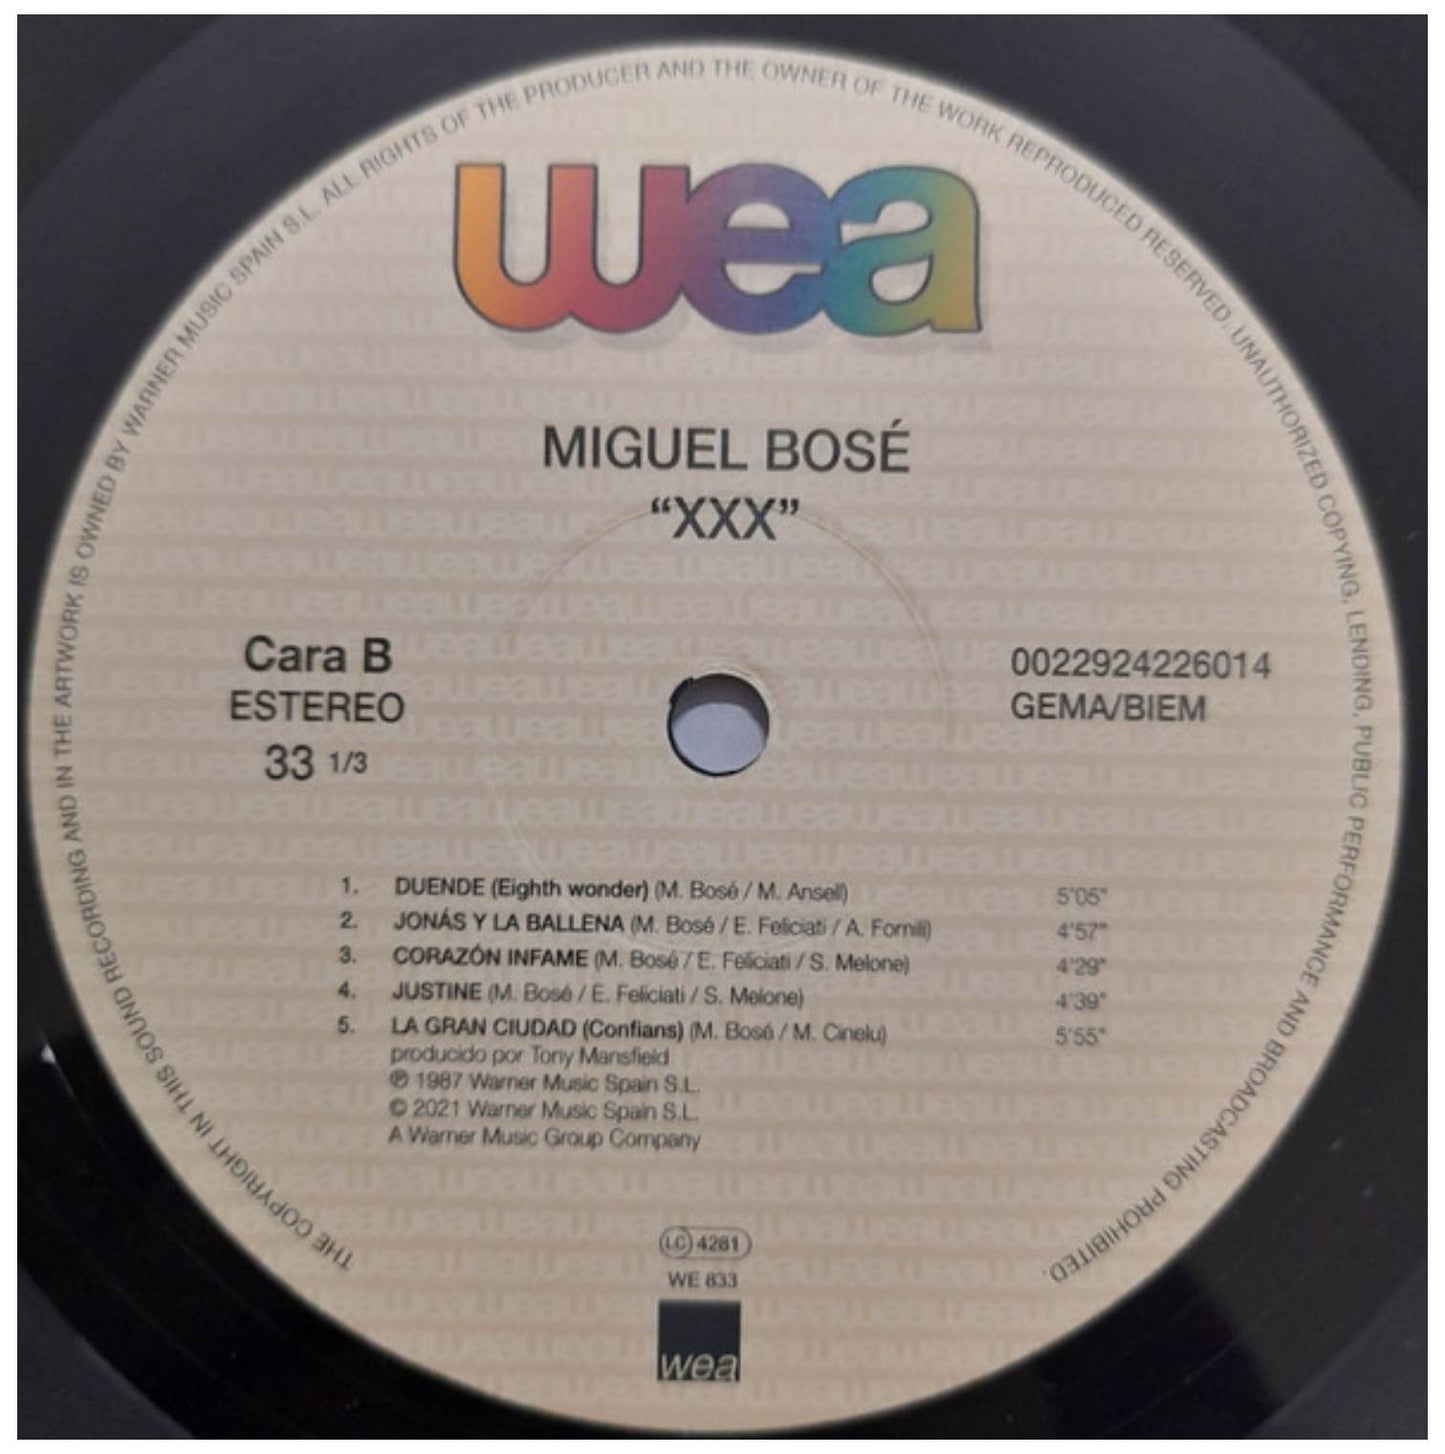 THE COPYRIGHT IN THIS SOUND RECORDING AND IN THE ARTWORK IS OWNED BY WARNER MUSIC SPAIN S.L. ALL RIGHTS OF THE PRODUCER AND THE OWNER OF THE WORK REPRODUCED RESERVED. UNAUTHORIZED COPYING, LENDING, PUBLIC PERFORMANCE AND BROADCASTING PROHIBITED.
wea
MIGUEL BOSÉ
“XXX”
Cara B
ESTEREO
33 1/3
0022924226014
GEMA/BIEM
1. DUENDE (Eighth wonder) (M. Bosé / M. Ansell) 5'05"
2. JONÁS Y LA BALLENA (M. Bosé / E. Feliciati / A. Fornili) 4'57"
3. CORAZÓN INFAME (M. Bosé / E. Feliciati / S. Melone) 4'29"
4. JUSTINE (M. Bosé / E. Feliciati / S. Melone) 4'39"
5. LA GRAN CIUDAD (Confians) (M. Bosé / M. Cinelu) 5'55"
producido por Tony Mansfield
℗ 1987 Warner Music Spain S.L.
© 2021 Warner Music Spain S.L.
A Warner Music Group Company
LC 4281
WE 833
wea